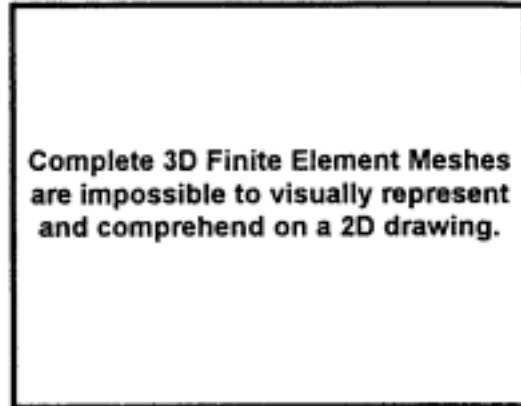 Complete 3D Finite Element Meshes
are impossible to visually represent
and comprehend on a 2D drawing.